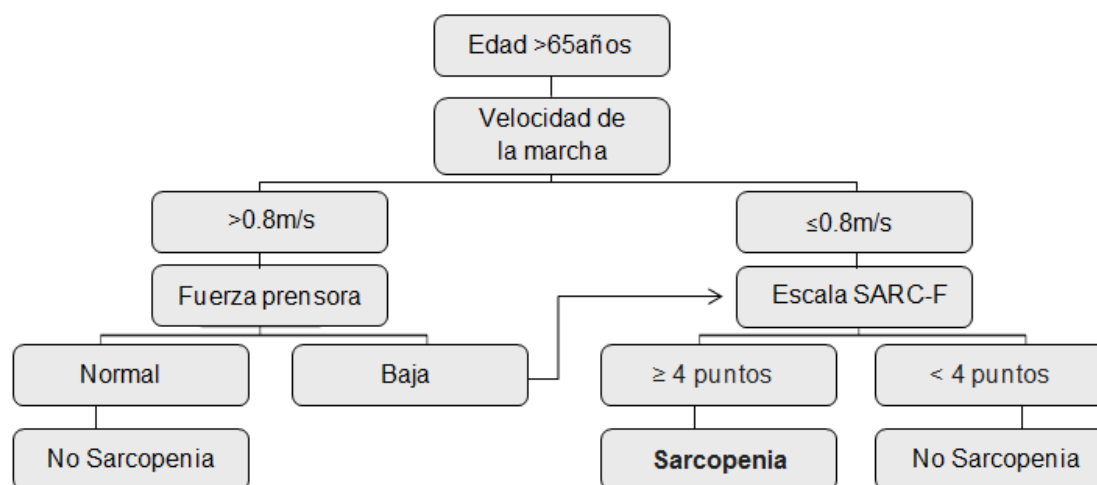 Edad >65años
Velocidad de
la marcha
>0.8m/s
≤0.8m/s
Fuerza prensora
Escala SARC-F
Normal
Baja
≥ 4 puntos
< 4 puntos
No Sarcopenia
Sarcopenia
No Sarcopenia